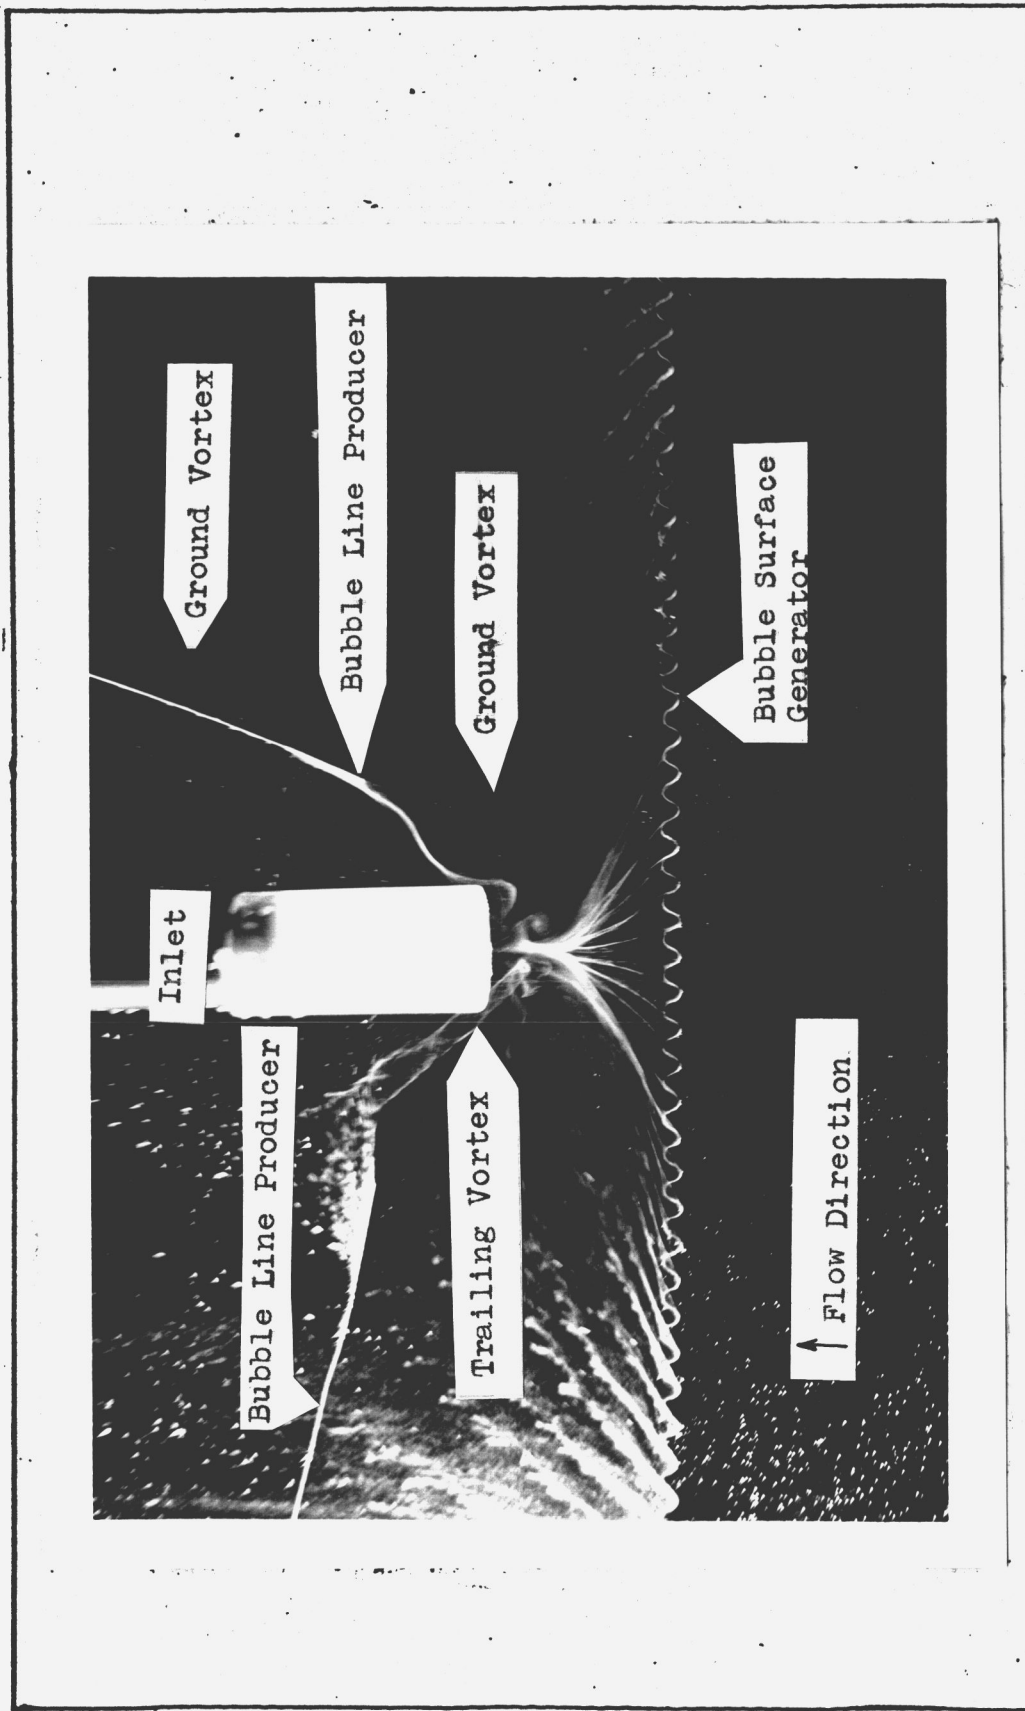 Inlet
Ground Vortex
Bubble Line Producer
Bubble Line Producer
Trailing Vortex
Ground Vortex
Bubble Surface
Generator
Flow Direction